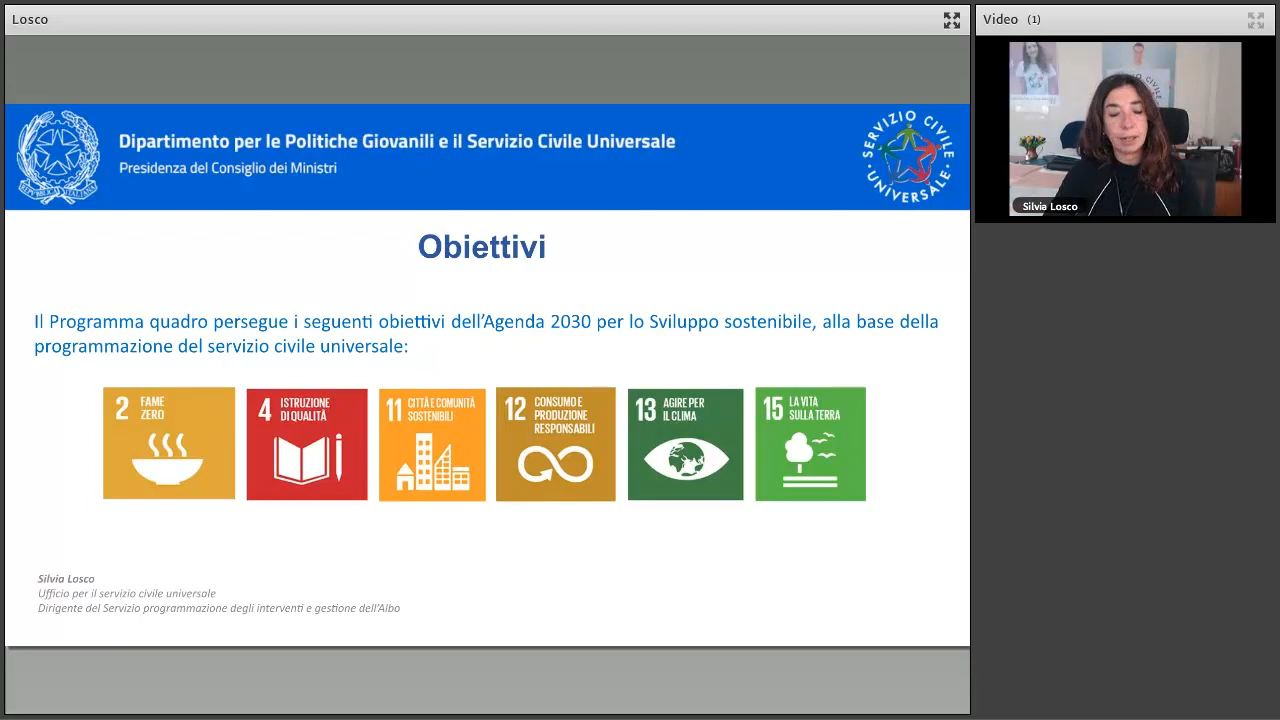 Losco
Video (1)
Dipartimento per le Politiche Giovanili e il Servizio Civile Universale
Presidenza del Consiglio dei Ministri
SERVIZIO CIVILE
UNIVERSALE
Silvia Losco
Obiettivi
Il Programma quadro persegue i seguenti obiettivi dell'Agenda 2030 per lo Sviluppo sostenibile, alla base della
programmazione del servizio civile universale:
2 FAME
ZERO
4 ISTRUZIONE
DI QUALITÀ
11 CITTÀ E COMUNITÀ
SOSTENIBILI
12 CONSUMO E
PRODUZIONE
RESPONSABILI
13 AGIRE PER
IL CLIMA
15 LA VITA
SULLA TERRA
Silvia Losco
Ufficio per il servizio civile universale
Dirigente del Servizio programmazione degli interventi e gestione dell'Albo